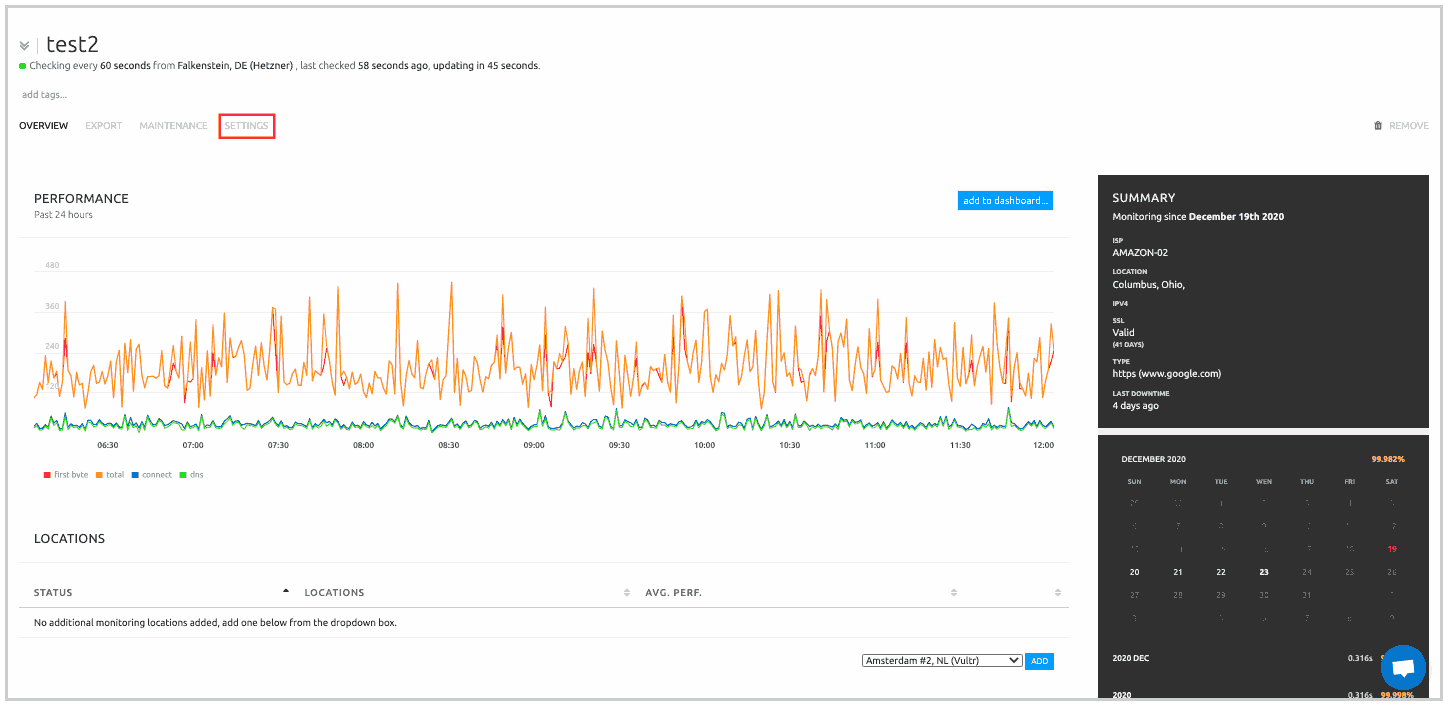 test2
Checking every 60 seconds from Falkenstein, DE (Hetzner) , last checked 58 seconds ago, updating in 45 seconds.
add tags...
OVERVIEW EXPORT MAINTENANCE SETTINGS REMOVE
PERFORMANCE
Past 24 hours
add to dashboard...
480
360
240
120
06:30 07:00 07:30 08:00 08:30 09:00 09:30 10:00 10:30 11:00 11:30 12:00
first byte total connect dns
LOCATIONS
STATUS LOCATIONS AVG. PERF.
No additional monitoring locations added, add one below from the dropdown box.
Amsterdam #2, NL (Vultr) ADD
SUMMARY
Monitoring since December 19th 2020
ISP
AMAZON-02
LOCATION
Columbus, Ohio,
IPV4
SSL
Valid
(41 DAYS)
TYPE
https (www.google.com)
LAST DOWNTIME
4 days ago
DECEMBER 2020 99.982%
SUN MON TUE WEN THU FRI SAT
19
20 21 22 23 24 25 26
27 28 29 30 31
2020 DEC 0.316s
2020 0.316s 99.998%